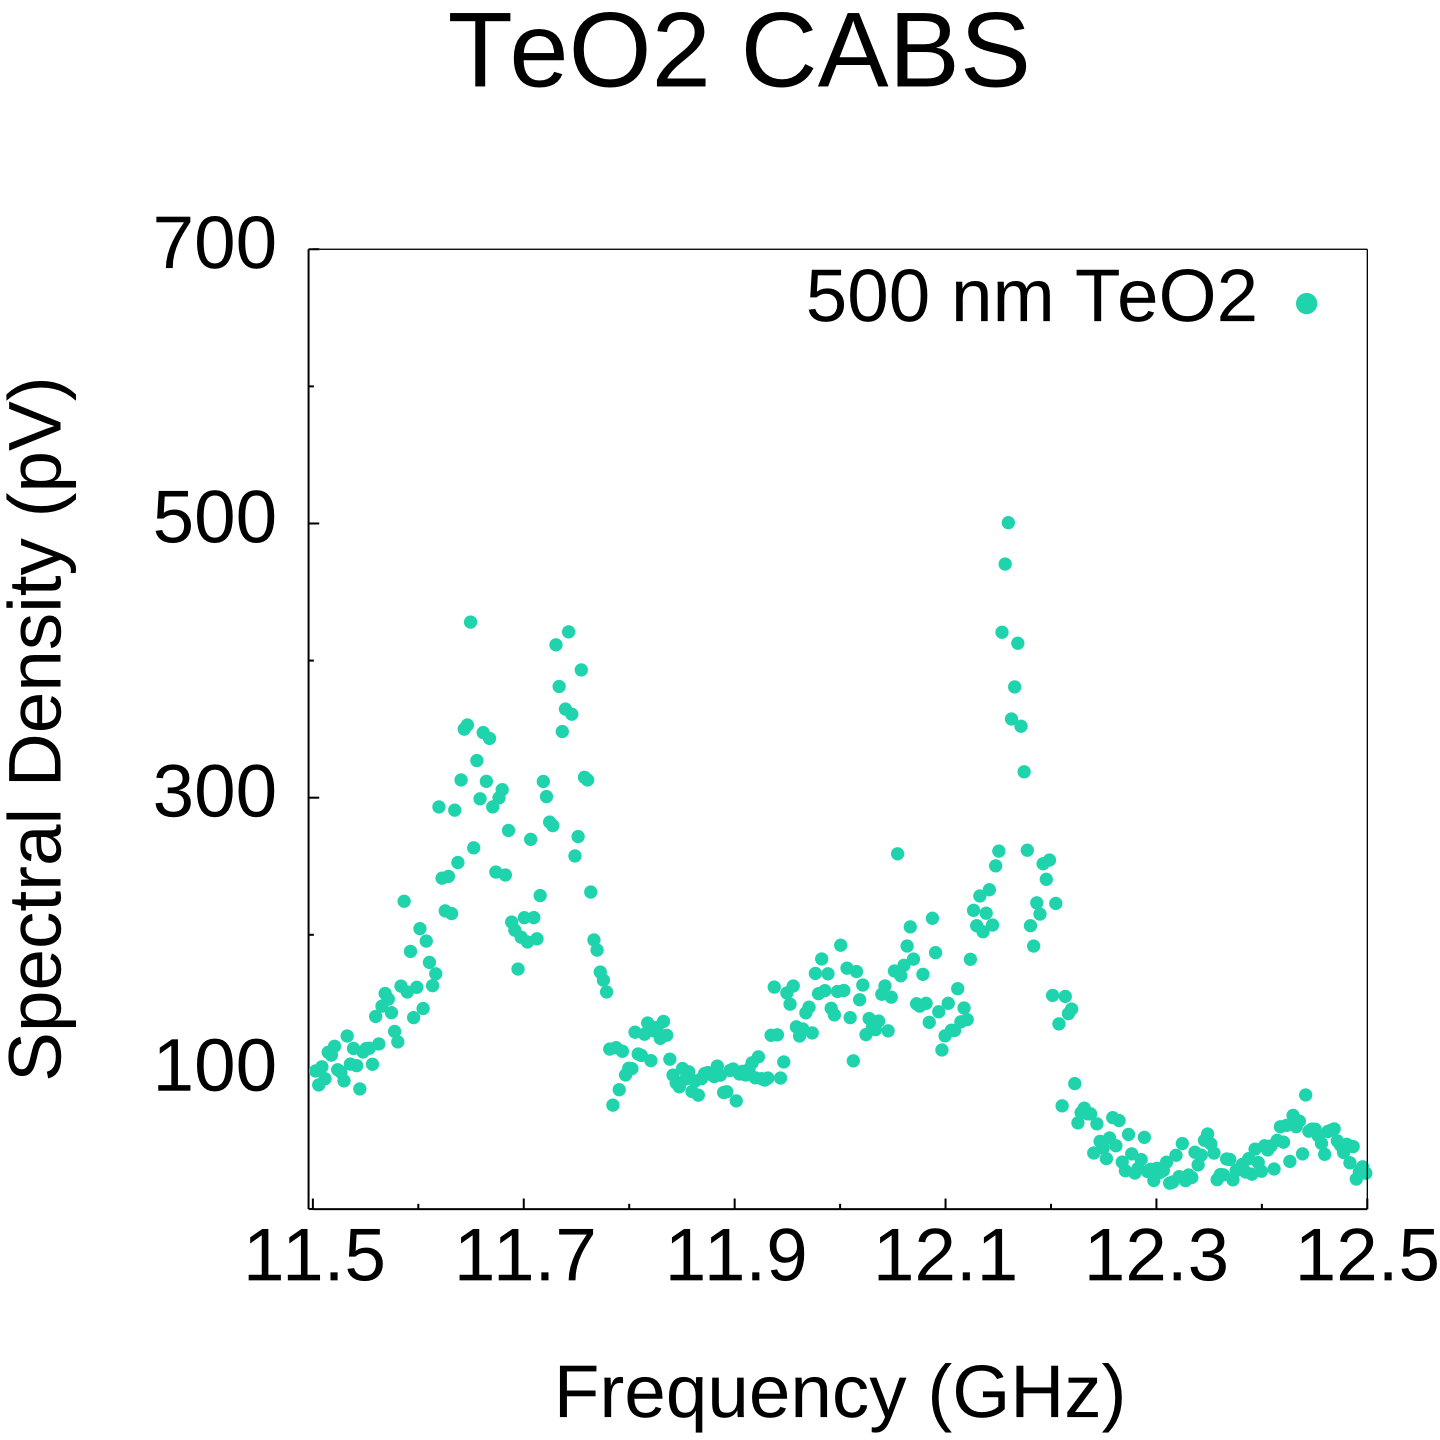 TeO2 CABS
700
500 nm TeO2
500
300
100
Spectral Density (pV)
11.5 11.7 11.9 12.1 12.3 12.5
Frequency (GHz)